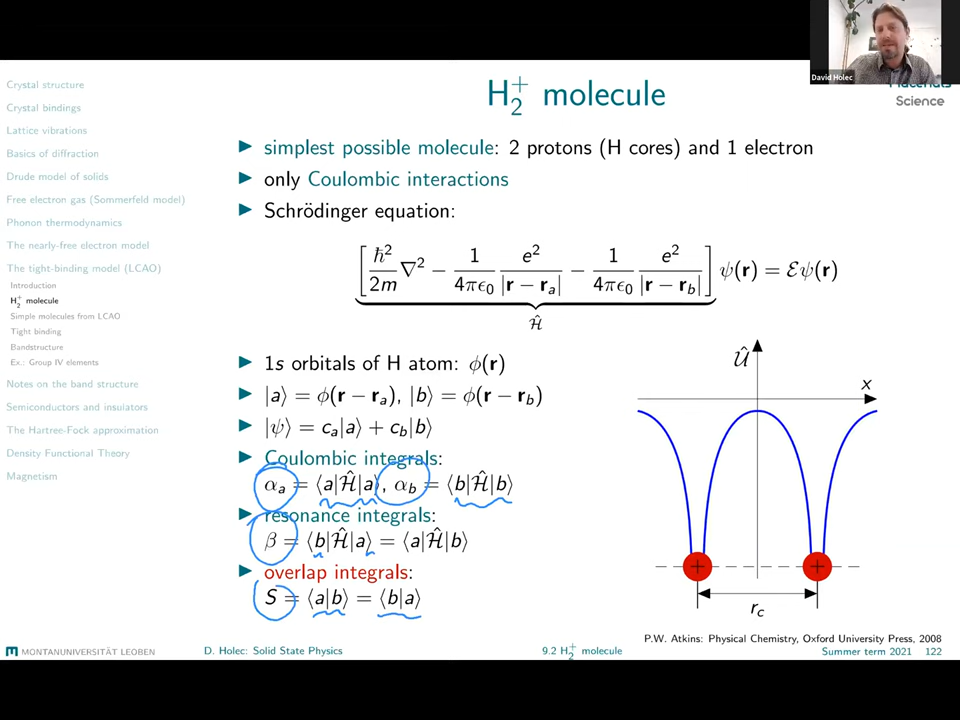 David Holec
Materials
Science
Crystal structure
Crystal bindings
Lattice vibrations
Basics of diffraction
Drude model of solids
Free electron gas (Sommerfeld model)
Phonon thermodynamics
The nearly-free electron model
The tight-binding model (LCAO)
Introduction
H₂⁺ molecule
Simple molecules from LCAO
Tight binding
Bandstructure
Ex.: Group IV elements
Notes on the band structure
Semiconductors and insulators
The Hartree-Fock approximation
Density Functional Theory
Magnetism
H₂⁺ molecule
▶ simplest possible molecule: 2 protons (H cores) and 1 electron
▶ only Coulombic interactions
▶ Schrödinger equation:
[ℏ²/2m ∇² − 1/4πϵ₀ e²/|r − rₐ| − 1/4πϵ₀ e²/|r − r_b|] ψ(r) = ℰψ(r)
ℋ̂
▶ 1s orbitals of H atom: ϕ(r)
▶ |a⟩ = ϕ(r − rₐ), |b⟩ = ϕ(r − r_b)
▶ |ψ⟩ = cₐ|a⟩ + c_b|b⟩
▶ Coulombic integrals:
αₐ = ⟨a|ℋ̂|a⟩, α_b = ⟨b|ℋ̂|b⟩
▶ resonance integrals:
β = ⟨b|ℋ̂|a⟩ = ⟨a|ℋ̂|b⟩
▶ overlap integrals:
S = ⟨a|b⟩ = ⟨b|a⟩
𝒰̂
x
+ +
r_c
P.W. Atkins: Physical Chemistry, Oxford University Press, 2008
MONTANUNIVERSITÄT LEOBEN
D. Holec: Solid State Physics
9.2 H₂⁺ molecule
Summer term 2021 122